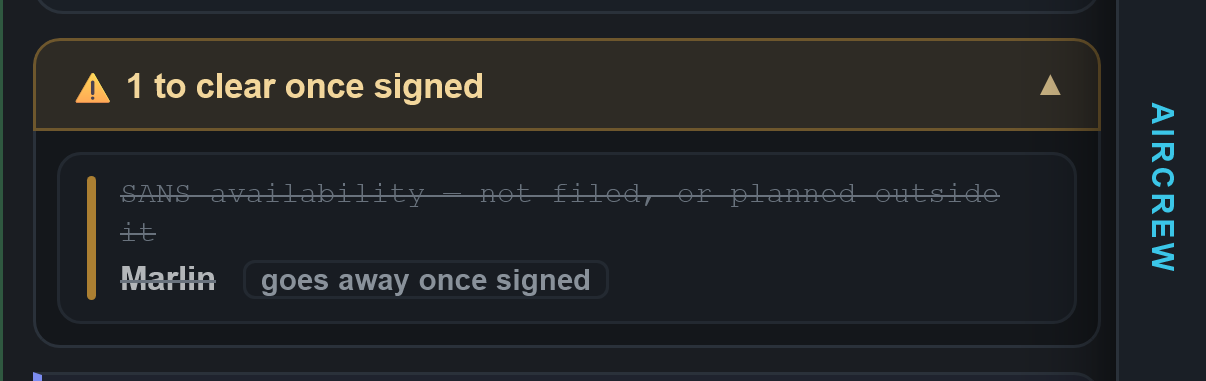 ⚠️ 1 to clear once signed ▲
SANS availability — not filed, or planned outside
it
Marlin goes away once signed
AIRCREW